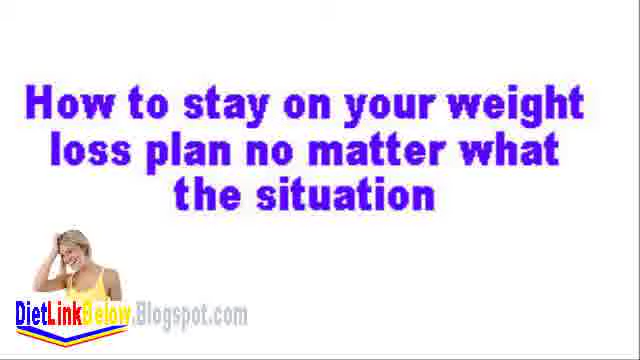 How to stay on your weight
loss plan no matter what
the situation
DietLinkBelow.Blogspot.com